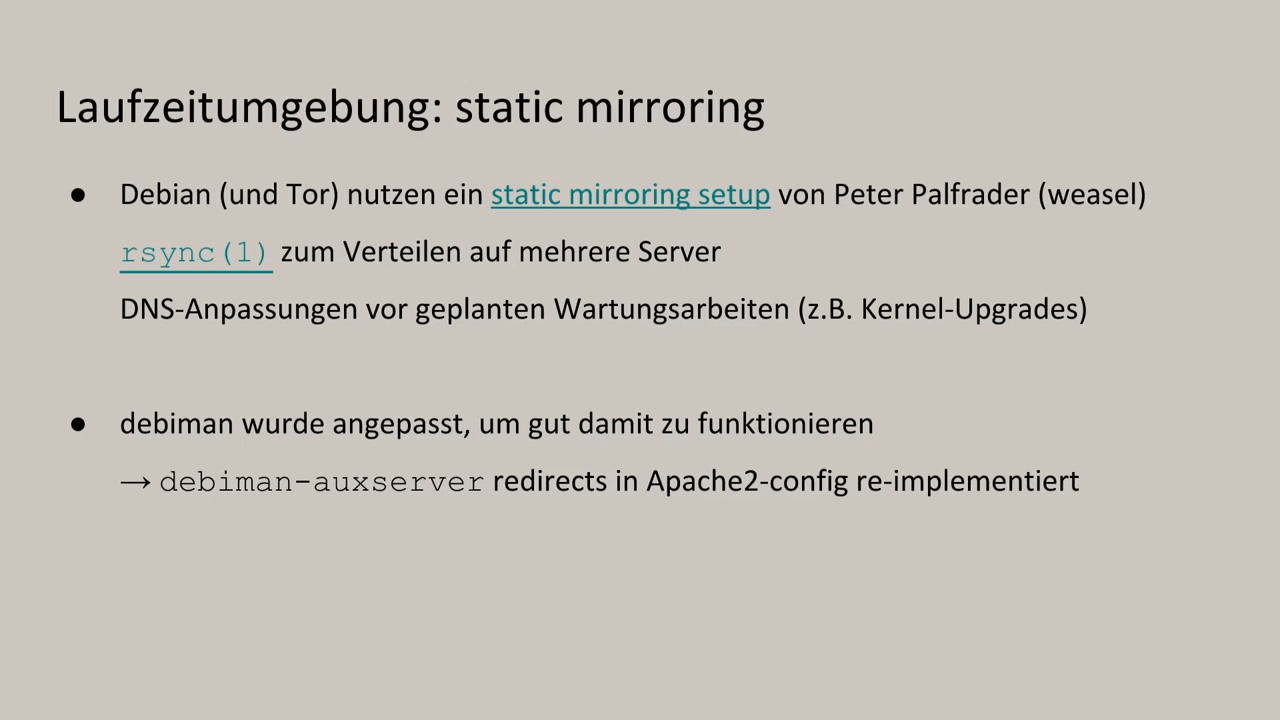 Laufzeitumgebung: static mirroring
● Debian (und Tor) nutzen ein static mirroring setup von Peter Palfrader (weasel)
rsync(1) zum Verteilen auf mehrere Server
DNS-Anpassungen vor geplanten Wartungsarbeiten (z.B. Kernel-Upgrades)
● debiman wurde angepasst, um gut damit zu funktionieren
→ debiman-auxserver redirects in Apache2-config re-implementiert